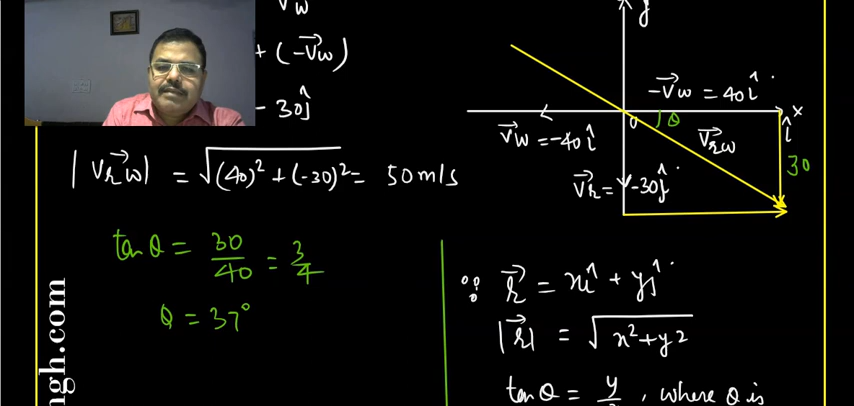 V⃗w
+ (-V⃗w)
- 30ĵ
|V⃗rw| = √((40)² + (-30)²) = 50 m/s
tan θ = 30/40 = 3/4
θ = 37°
y
-V⃗w = 40î
x
O
θ
î
V⃗w = -40î
V⃗rw
30
V⃗r = -30ĵ
∵ r⃗ = xî + yĵ
|r⃗| = √(x² + y²)
tan θ = y/ , where θ is
ngh.com